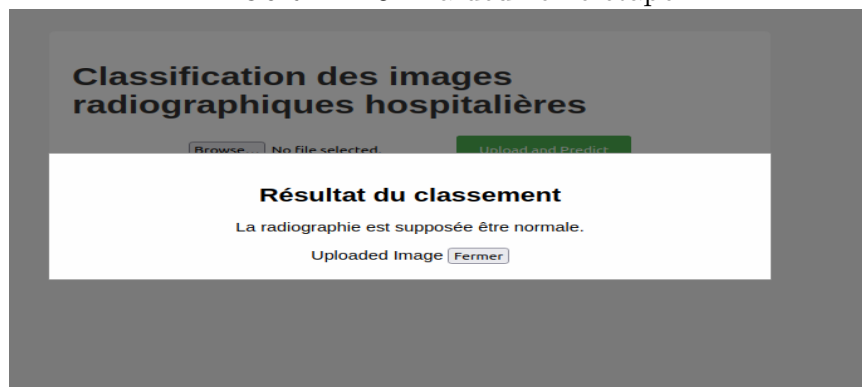 Classification des images
radiographiques hospitalières
Browse... No file selected. Upload and Predict
Résultat du classement
La radiographie est supposée être normale.
Uploaded Image Fermer